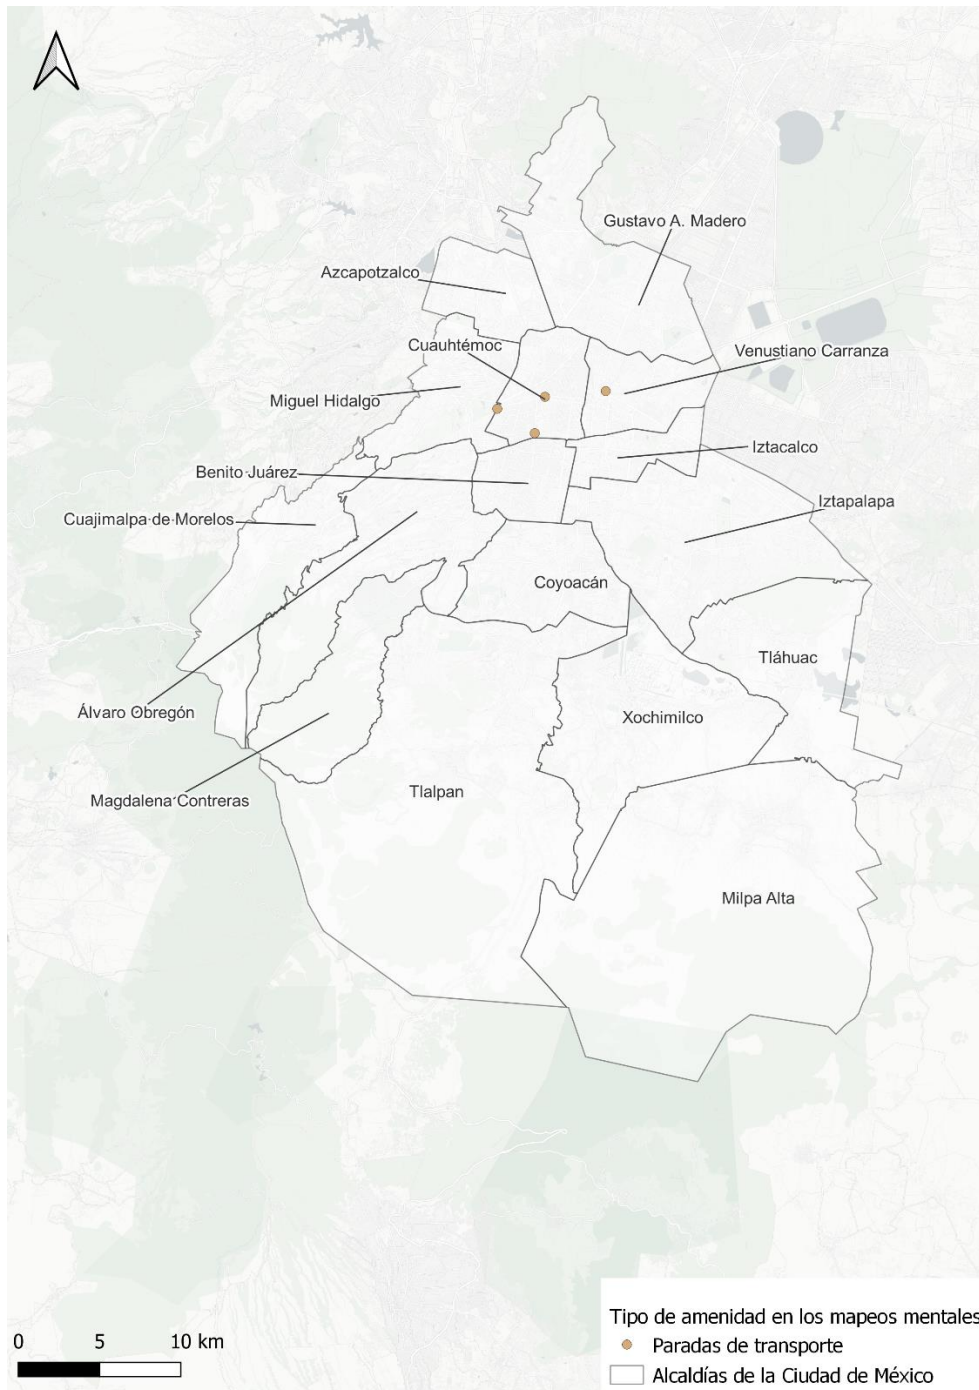 Gustavo A. Madero
Azcapotzalco
Cuauhtémoc
Venustiano Carranza
Miguel Hidalgo
Iztacalco
Benito Juárez
Iztapalapa
Cuajimalpa de Morelos
Coyoacán
Tláhuac
Álvaro Obregón
Xochimilco
Magdalena Contreras
Tlalpan
Milpa Alta
0 5 10 km
Tipo de amenidad en los mapeos mentales
Paradas de transporte
Alcaldías de la Ciudad de México